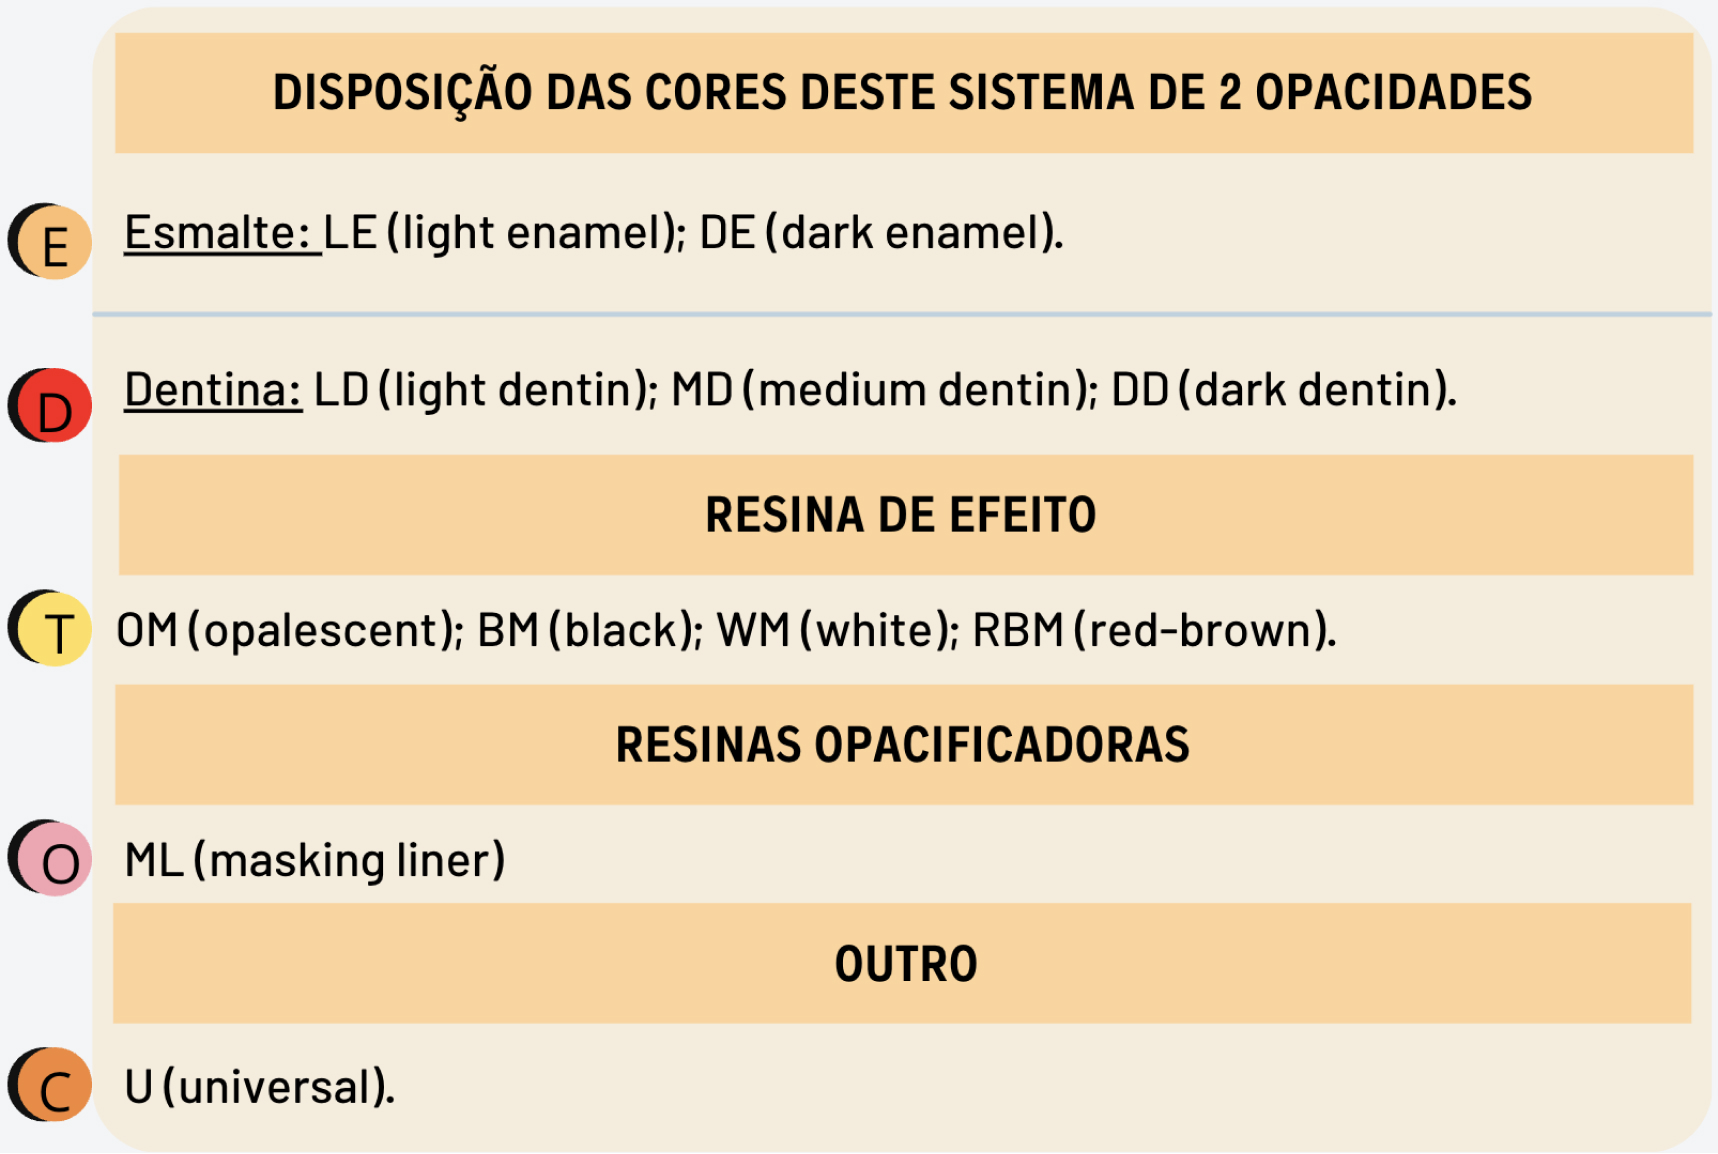 DISPOSIÇÃO DAS CORES DESTE SISTEMA DE 2 OPACIDADES
E
Esmalte: LE (light enamel); DE (dark enamel).
D
Dentina: LD (light dentin); MD (medium dentin); DD (dark dentin).
RESINA DE EFEITO
T
OM (opalescent); BM (black); WM (white); RBM (red-brown).
RESINAS OPACIFICADORAS
O
ML (masking liner)
OUTRO
C
U (universal).